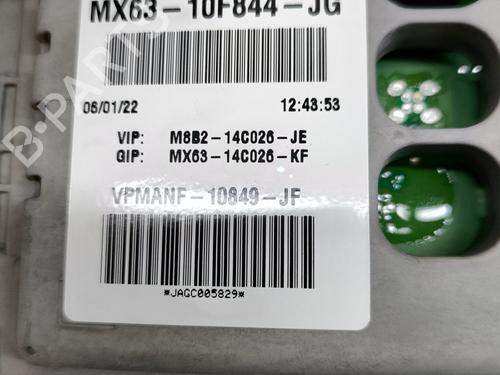 MX63-10F844-JG
06/01/22 12:43:53
VIP: M8B2-14C026-JE
GIP: MX63-14C026-KF
VPMANF-10849-JF
*JAGC005829*